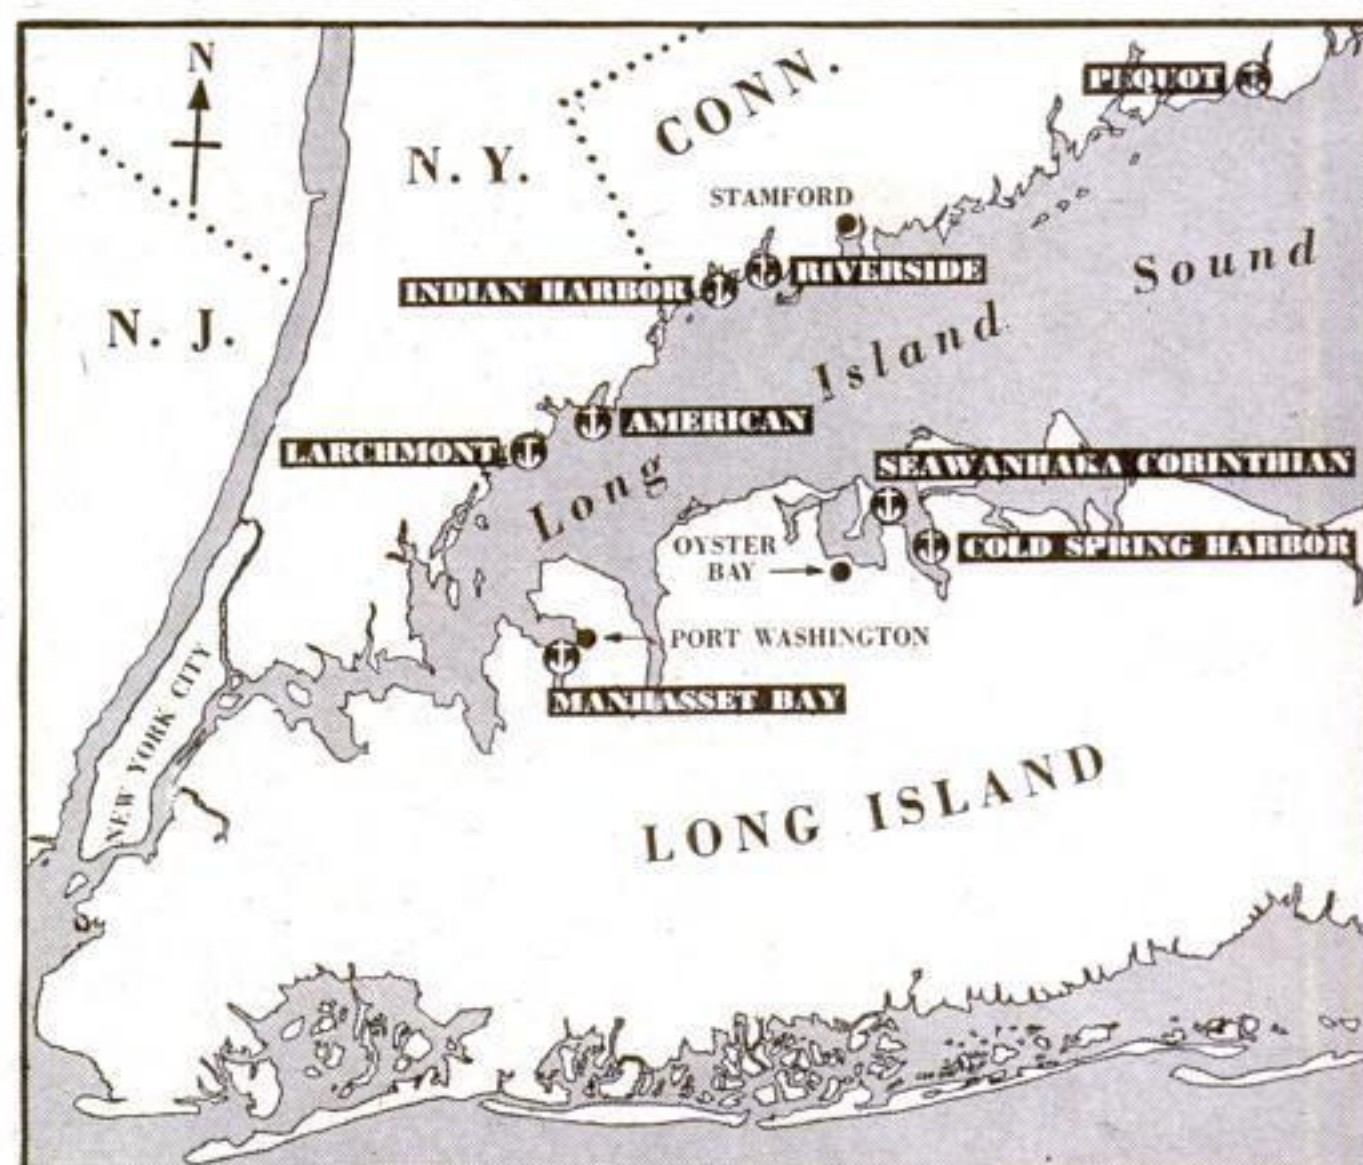 N
N. Y.
CONN.
PEQUOT
STAMFORD
INDIAN HARBOR
RIVERSIDE
N. J.
Long Island Sound
AMERICAN
LARCHMONT
SEAWANHAKA CORINTHIAN
OYSTER
BAY
COLD SPRING HARBOR
PORT WASHINGTON
MANHASSET BAY
NEW YORK CITY
LONG ISLAND